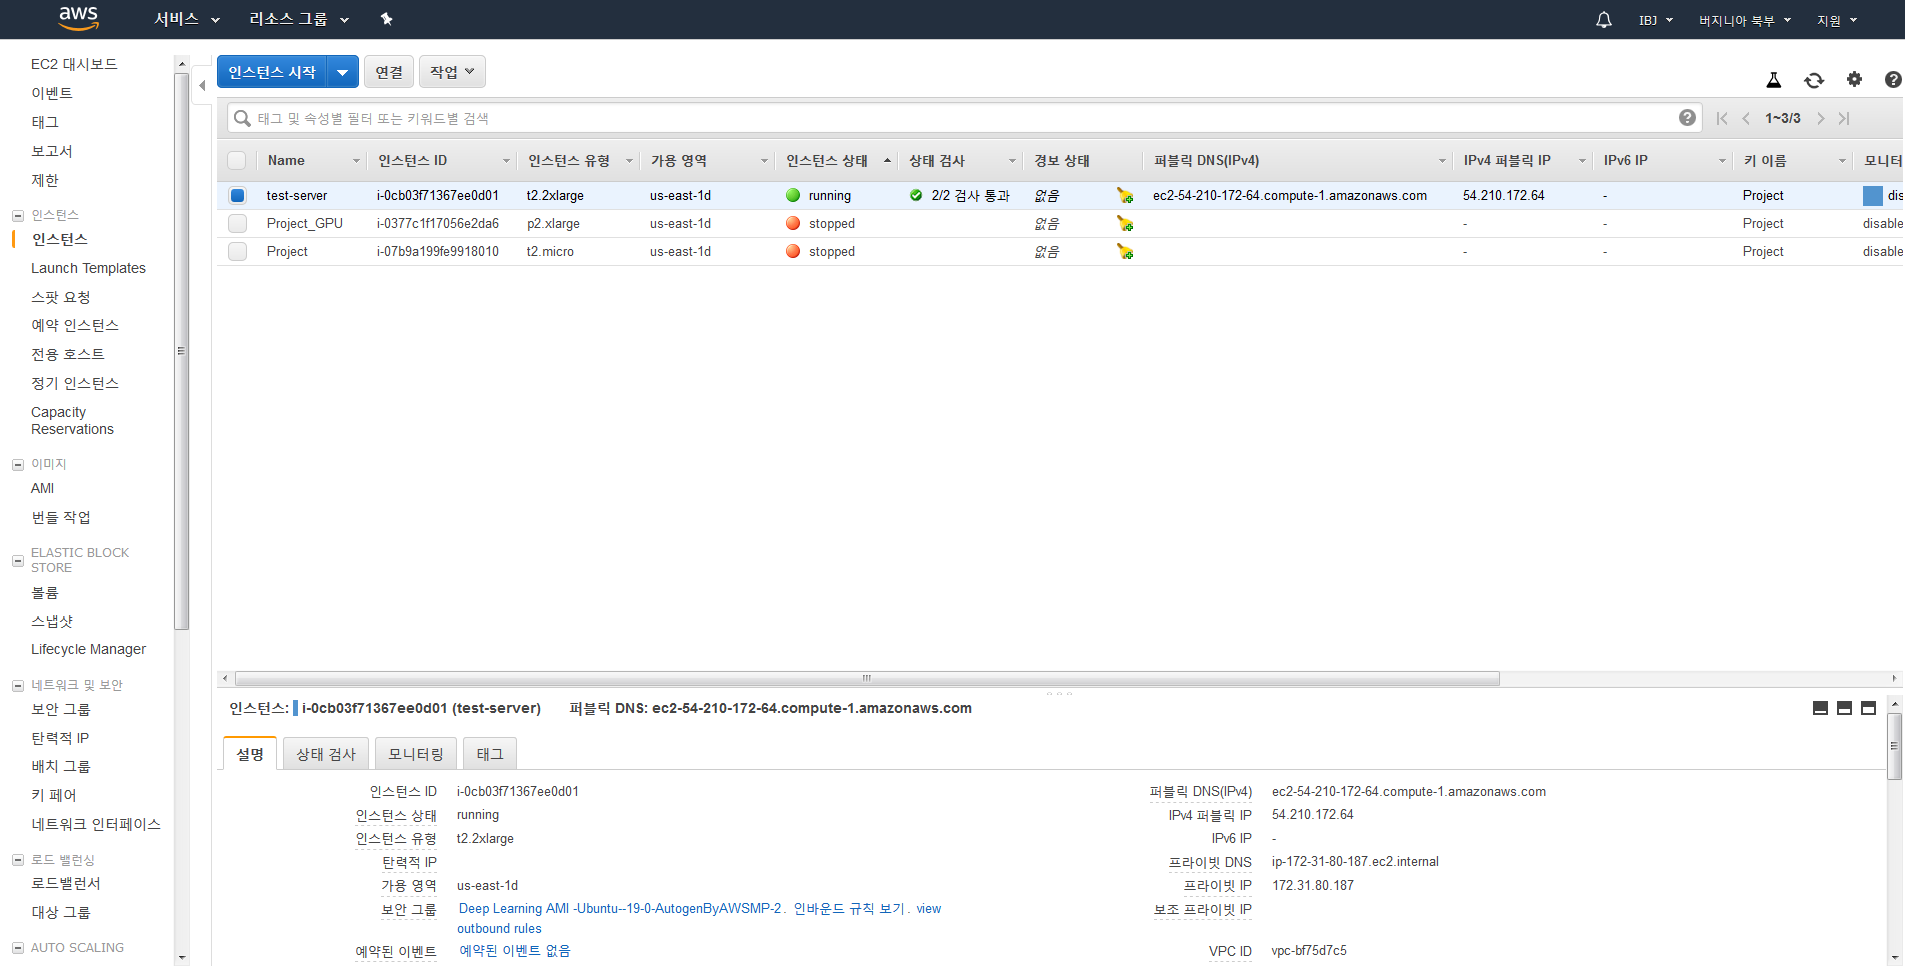 aws 서비스 리소스 그룹 IBJ 버지니아 북부 지원
EC2 대시보드
이벤트
태그
보고서
제한
인스턴스
인스턴스
Launch Templates
스팟 요청
예약 인스턴스
전용 호스트
정기 인스턴스
Capacity
Reservations
이미지
AMI
번들 작업
ELASTIC BLOCK
STORE
볼륨
스냅샷
Lifecycle Manager
네트워크 및 보안
보안 그룹
탄력적 IP
배치 그룹
키 페어
네트워크 인터페이스
로드 밸런싱
로드밸런서
대상 그룹
AUTO SCALING
인스턴스 시작 연결 작업
태그 및 속성별 필터 또는 키워드별 검색 1~3/3
Name 인스턴스 ID 인스턴스 유형 가용 영역 인스턴스 상태 상태 검사 경보 상태 퍼블릭 DNS(IPv4) IPv4 퍼블릭 IP IPv6 IP 키 이름 모니터
test-server i-0cb03f71367ee0d01 t2.2xlarge us-east-1d running 2/2 검사 통과 없음 ec2-54-210-172-64.compute-1.amazonaws.com 54.210.172.64 - Project dis
Project_GPU i-0377c1f17056e2da6 p2.xlarge us-east-1d stopped 없음 - - Project disable
Project i-07b9a199fe9918010 t2.micro us-east-1d stopped 없음 - - Project disable
인스턴스: i-0cb03f71367ee0d01 (test-server) 퍼블릭 DNS: ec2-54-210-172-64.compute-1.amazonaws.com
설명 상태 검사 모니터링 태그
인스턴스 ID i-0cb03f71367ee0d01 퍼블릭 DNS(IPv4) ec2-54-210-172-64.compute-1.amazonaws.com
인스턴스 상태 running IPv4 퍼블릭 IP 54.210.172.64
인스턴스 유형 t2.2xlarge IPv6 IP -
탄력적 IP 프라이빗 DNS ip-172-31-80-187.ec2.internal
가용 영역 us-east-1d 프라이빗 IP 172.31.80.187
보안 그룹 Deep Learning AMI -Ubuntu--19-0-AutogenByAWSMP-2. 인바운드 규칙 보기. view 보조 프라이빗 IP
outbound rules
예약된 이벤트 예약된 이벤트 없음 VPC ID vpc-bf75d7c5